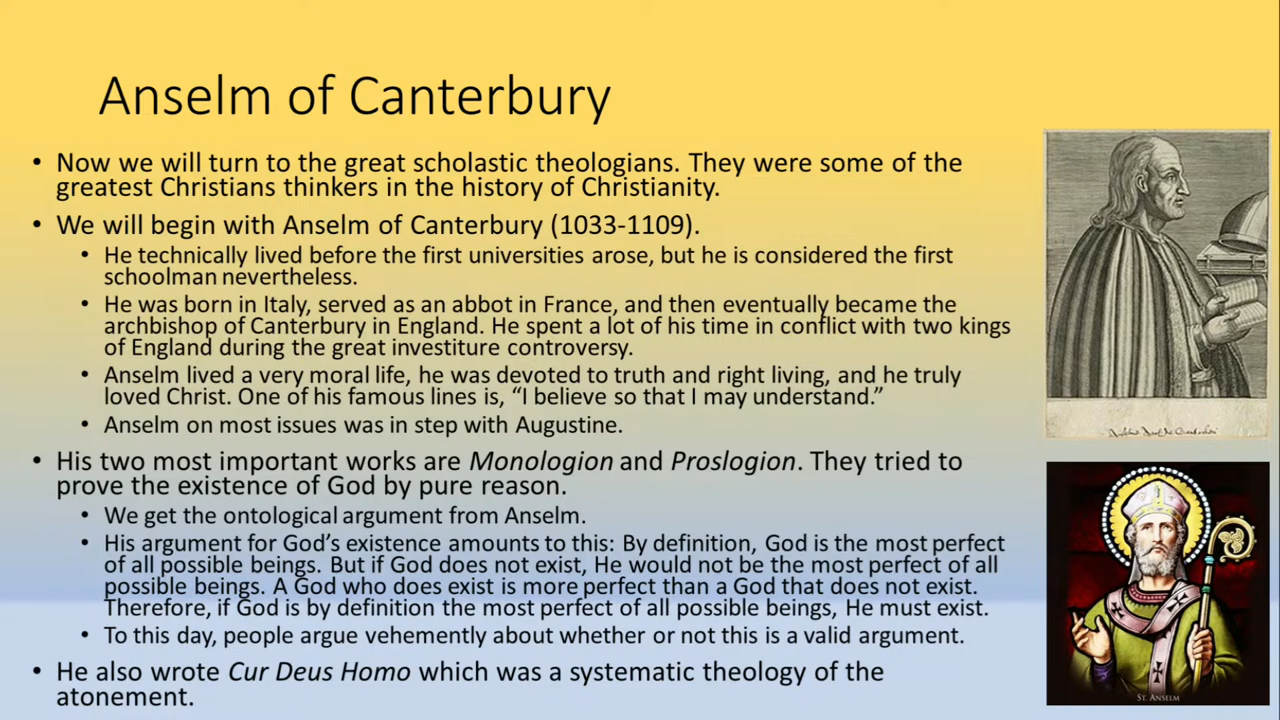 Anselm of Canterbury
• Now we will turn to the great scholastic theologians. They were some of the
greatest Christians thinkers in the history of Christianity.
• We will begin with Anselm of Canterbury (1033-1109).
• He technically lived before the first universities arose, but he is considered the first
schoolman nevertheless.
• He was born in Italy, served as an abbot in France, and then eventually became the
archbishop of Canterbury in England. He spent a lot of his time in conflict with two kings
of England during the great investiture controversy.
• Anselm lived a very moral life, he was devoted to truth and right living, and he truly
loved Christ. One of his famous lines is, “I believe so that I may understand.”
• Anselm on most issues was in step with Augustine.
• His two most important works are Monologion and Proslogion. They tried to
prove the existence of God by pure reason.
• We get the ontological argument from Anselm.
• His argument for God’s existence amounts to this: By definition, God is the most perfect
of all possible beings. But if God does not exist, He would not be the most perfect of all
possible beings. A God who does exist is more perfect than a God that does not exist.
Therefore, if God is by definition the most perfect of all possible beings, He must exist.
• To this day, people argue vehemently about whether or not this is a valid argument.
• He also wrote Cur Deus Homo which was a systematic theology of the
atonement.
ST. ANSELM